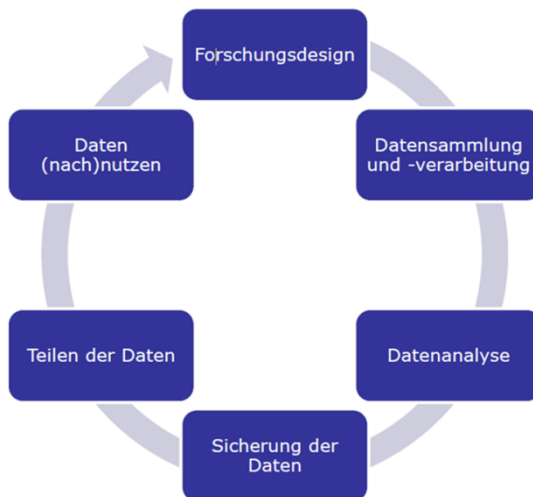 Forschungsdesign
Datensammlung
und -verarbeitung
Datenanalyse
Sicherung der
Daten
Teilen der Daten
Daten
(nach)nutzen